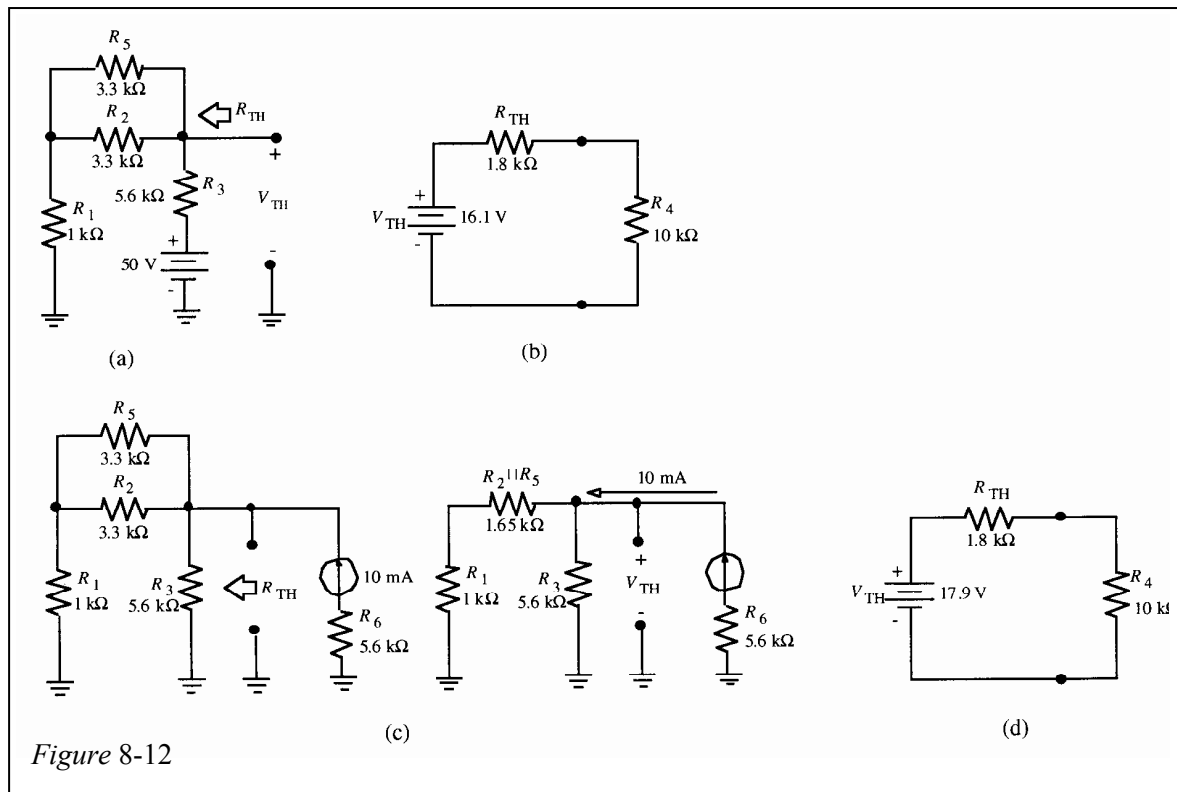 R5
3.3 kΩ
RTH
R2
3.3 kΩ
+
R3
5.6 kΩ
VTH
R1
1 kΩ
+
50 V
-
-
(a)
RTH
1.8 kΩ
+
VTH
16.1 V
-
R4
10 kΩ
(b)
R5
3.3 kΩ
R2
3.3 kΩ
R1
1 kΩ
R3
5.6 kΩ
RTH
10 mA
R6
5.6 kΩ
R2||R5
1.65 kΩ
10 mA
R1
1 kΩ
R3
5.6 kΩ
+
VTH
-
R6
5.6 kΩ
(c)
RTH
1.8 kΩ
+
VTH
17.9 V
-
R4
10 kΩ
(d)
Figure 8-12